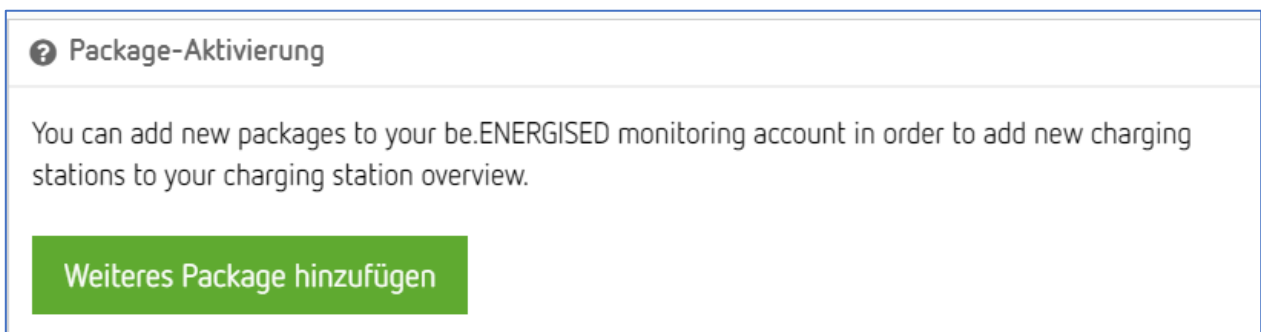 Package-Aktivierung
You can add new packages to your be.ENERGISED monitoring account in order to add new charging
stations to your charging station overview.
Weiteres Package hinzufügen